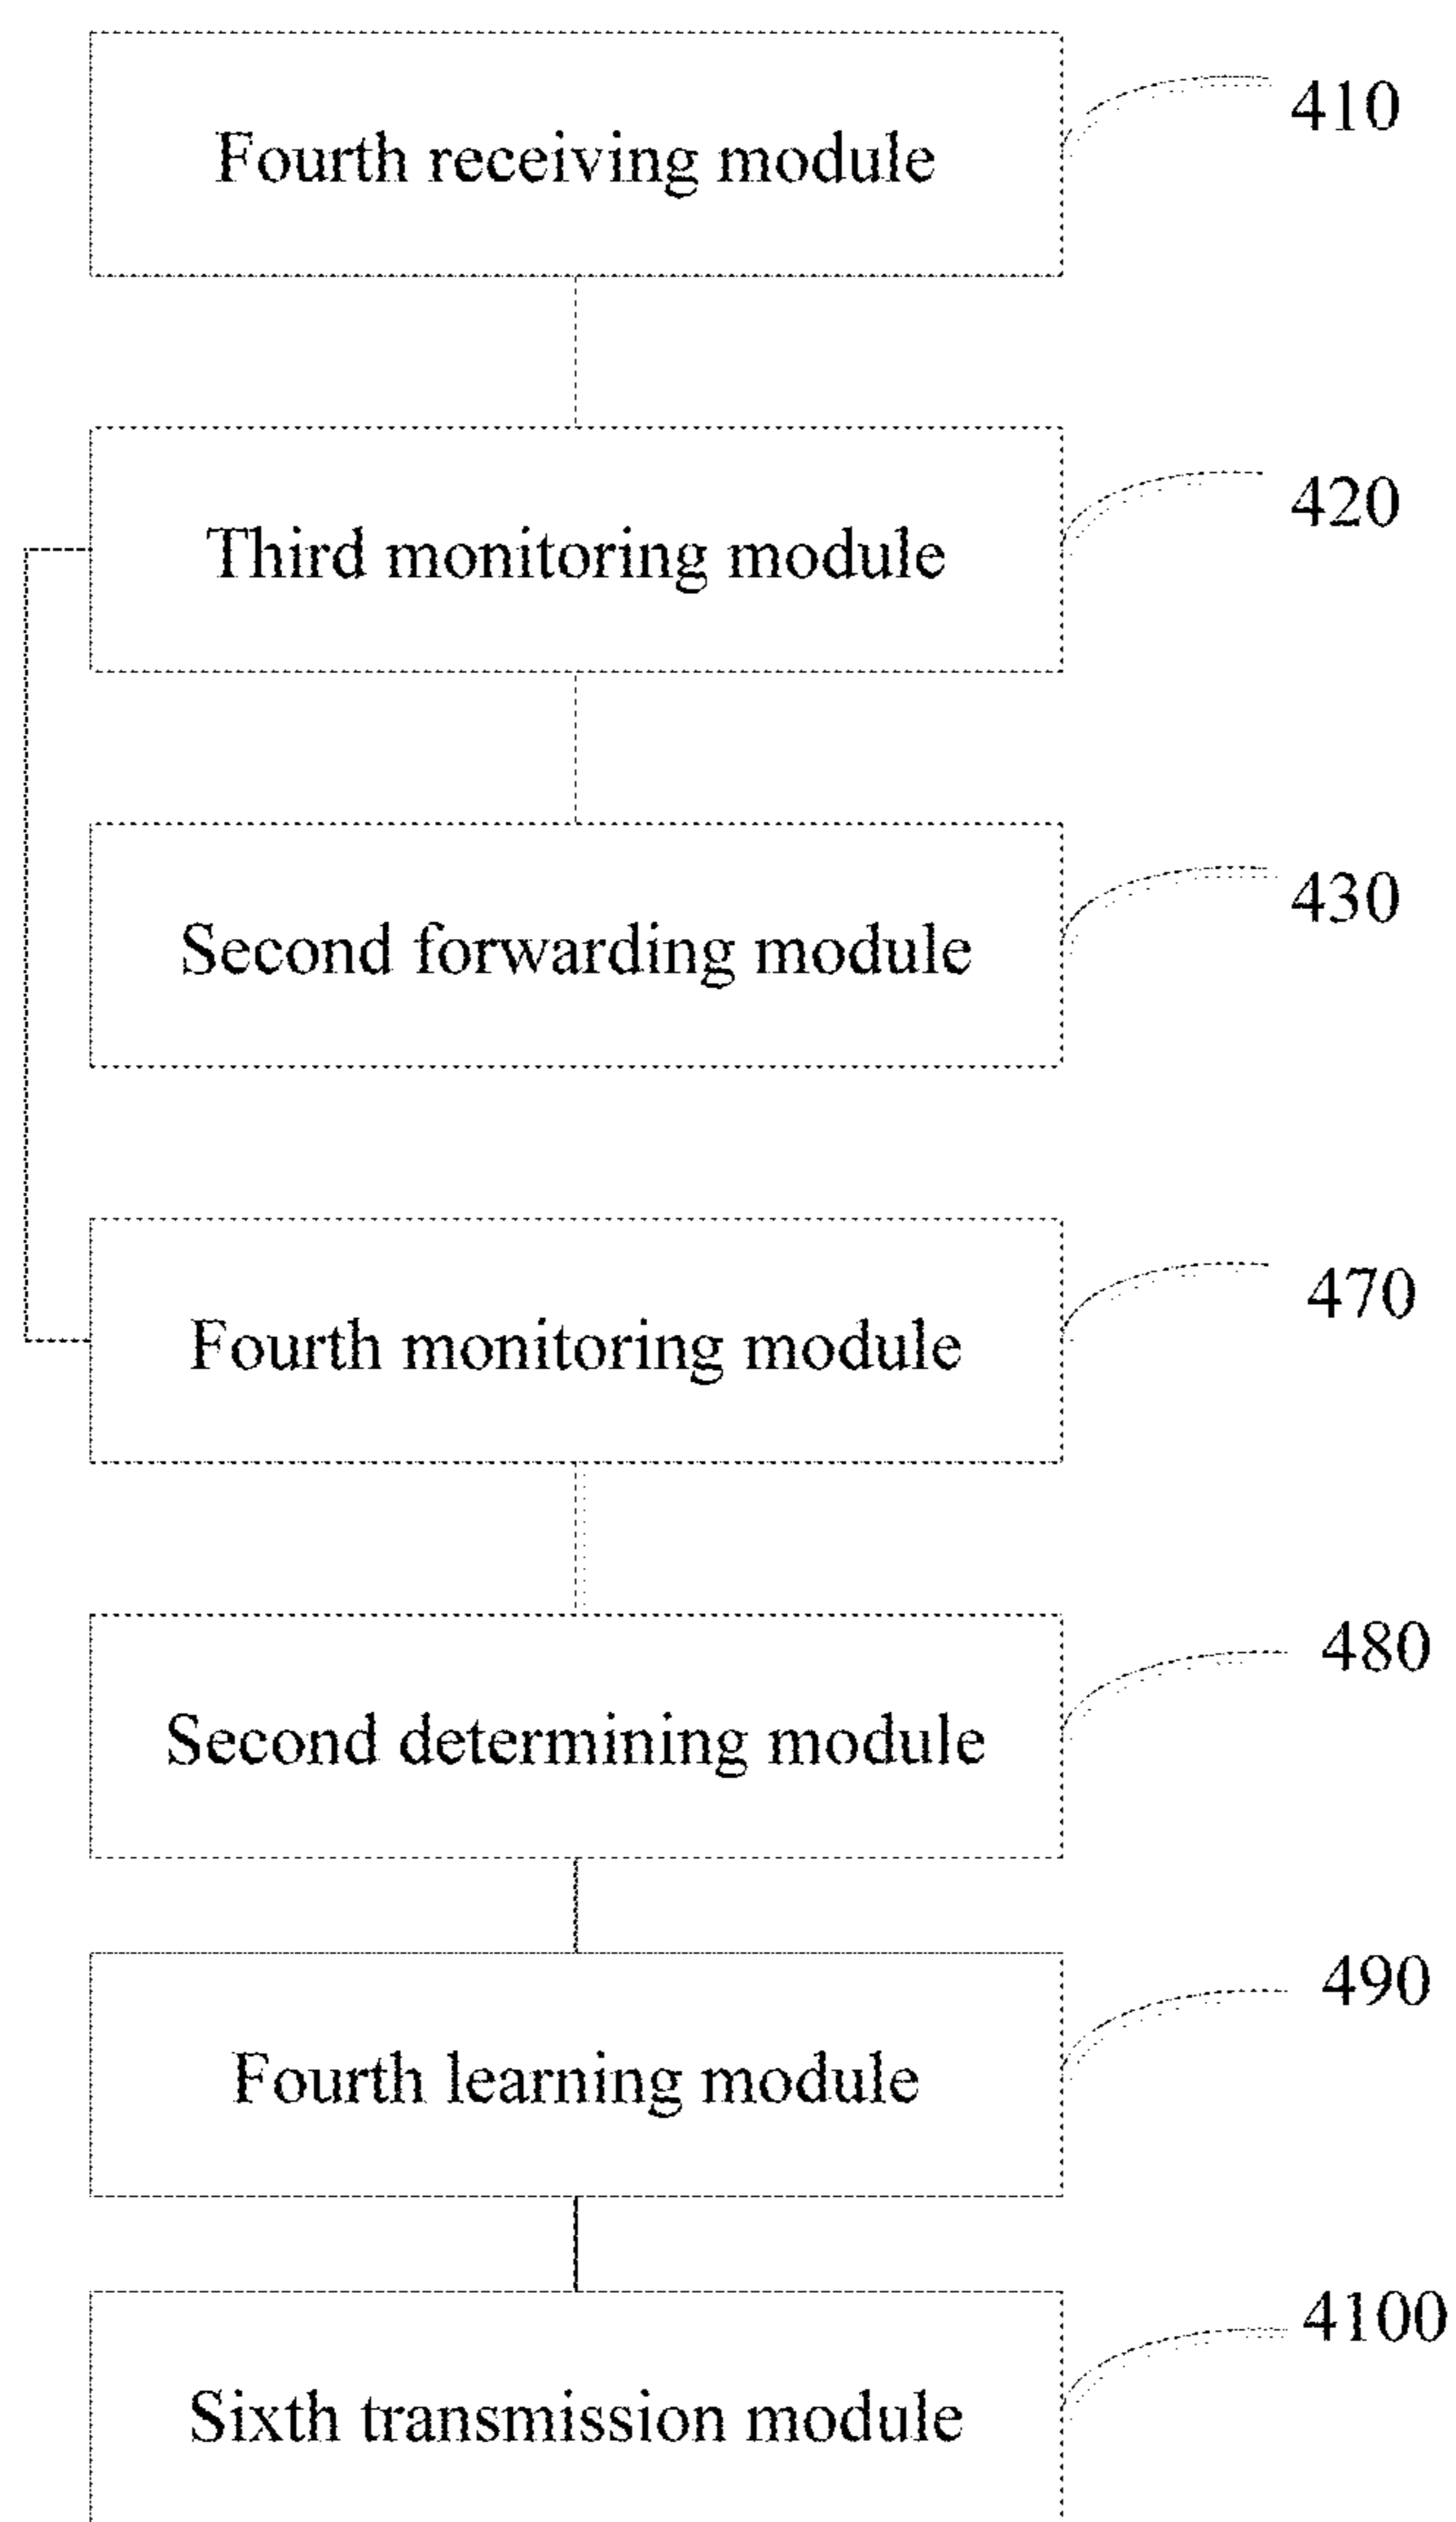 Fourth receiving module
410
Third monitoring module
420
Second forwarding module
430
Fourth monitoring module
470
Second determining module
480
Fourth learning module
490
Sixth transmission module
4100